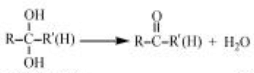 OH O
R-C-R'(H) R-C-R'(H) + H₂O
OH